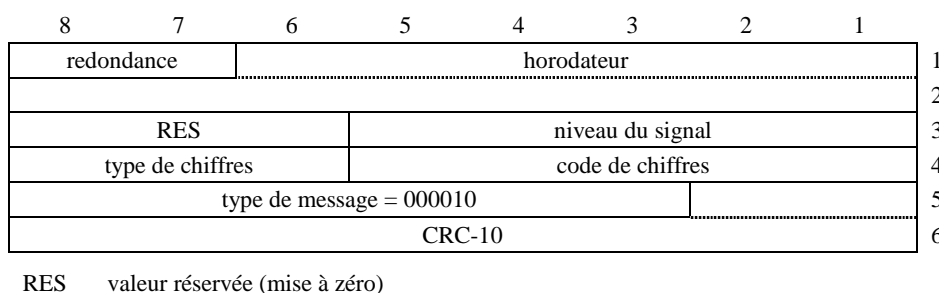 8 7 6 5 4 3 2 1
redondance horodateur 1
2
RES niveau du signal 3
type de chiffres code de chiffres 4
type de message = 000010 5
CRC-10 6
RES valeur réservée (mise à zéro)